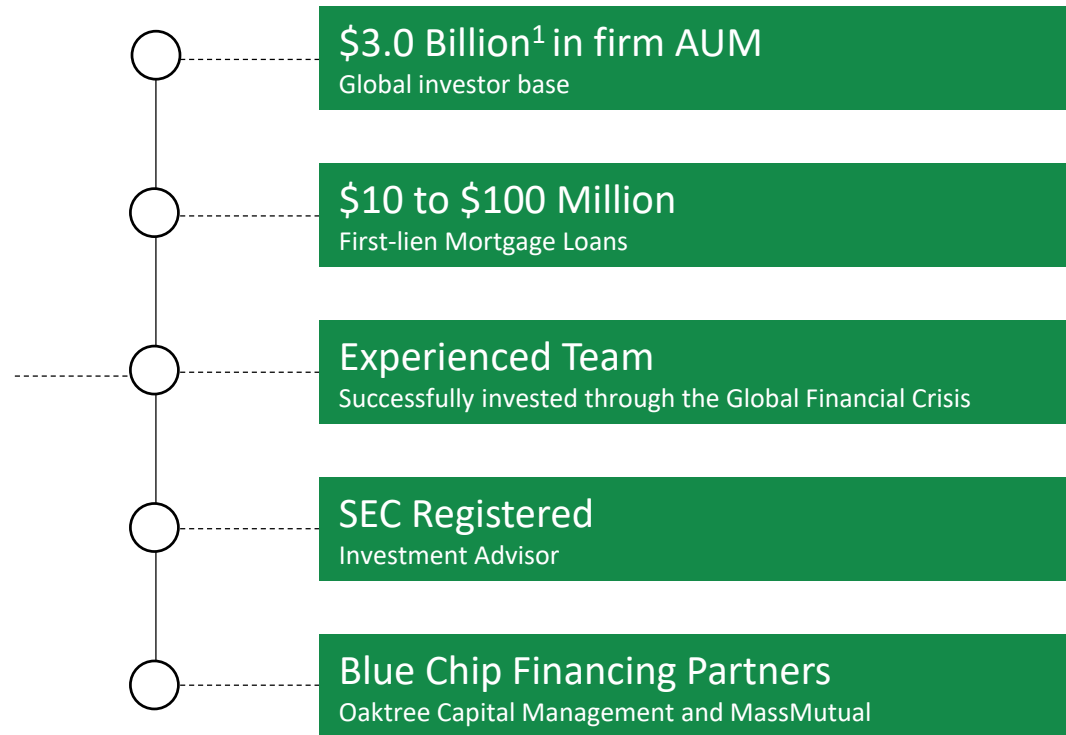 $3.0 Billion¹ in firm AUM
Global investor base
$10 to $100 Million
First-lien Mortgage Loans
Experienced Team
Successfully invested through the Global Financial Crisis
SEC Registered
Investment Advisor
Blue Chip Financing Partners
Oaktree Capital Management and MassMutual